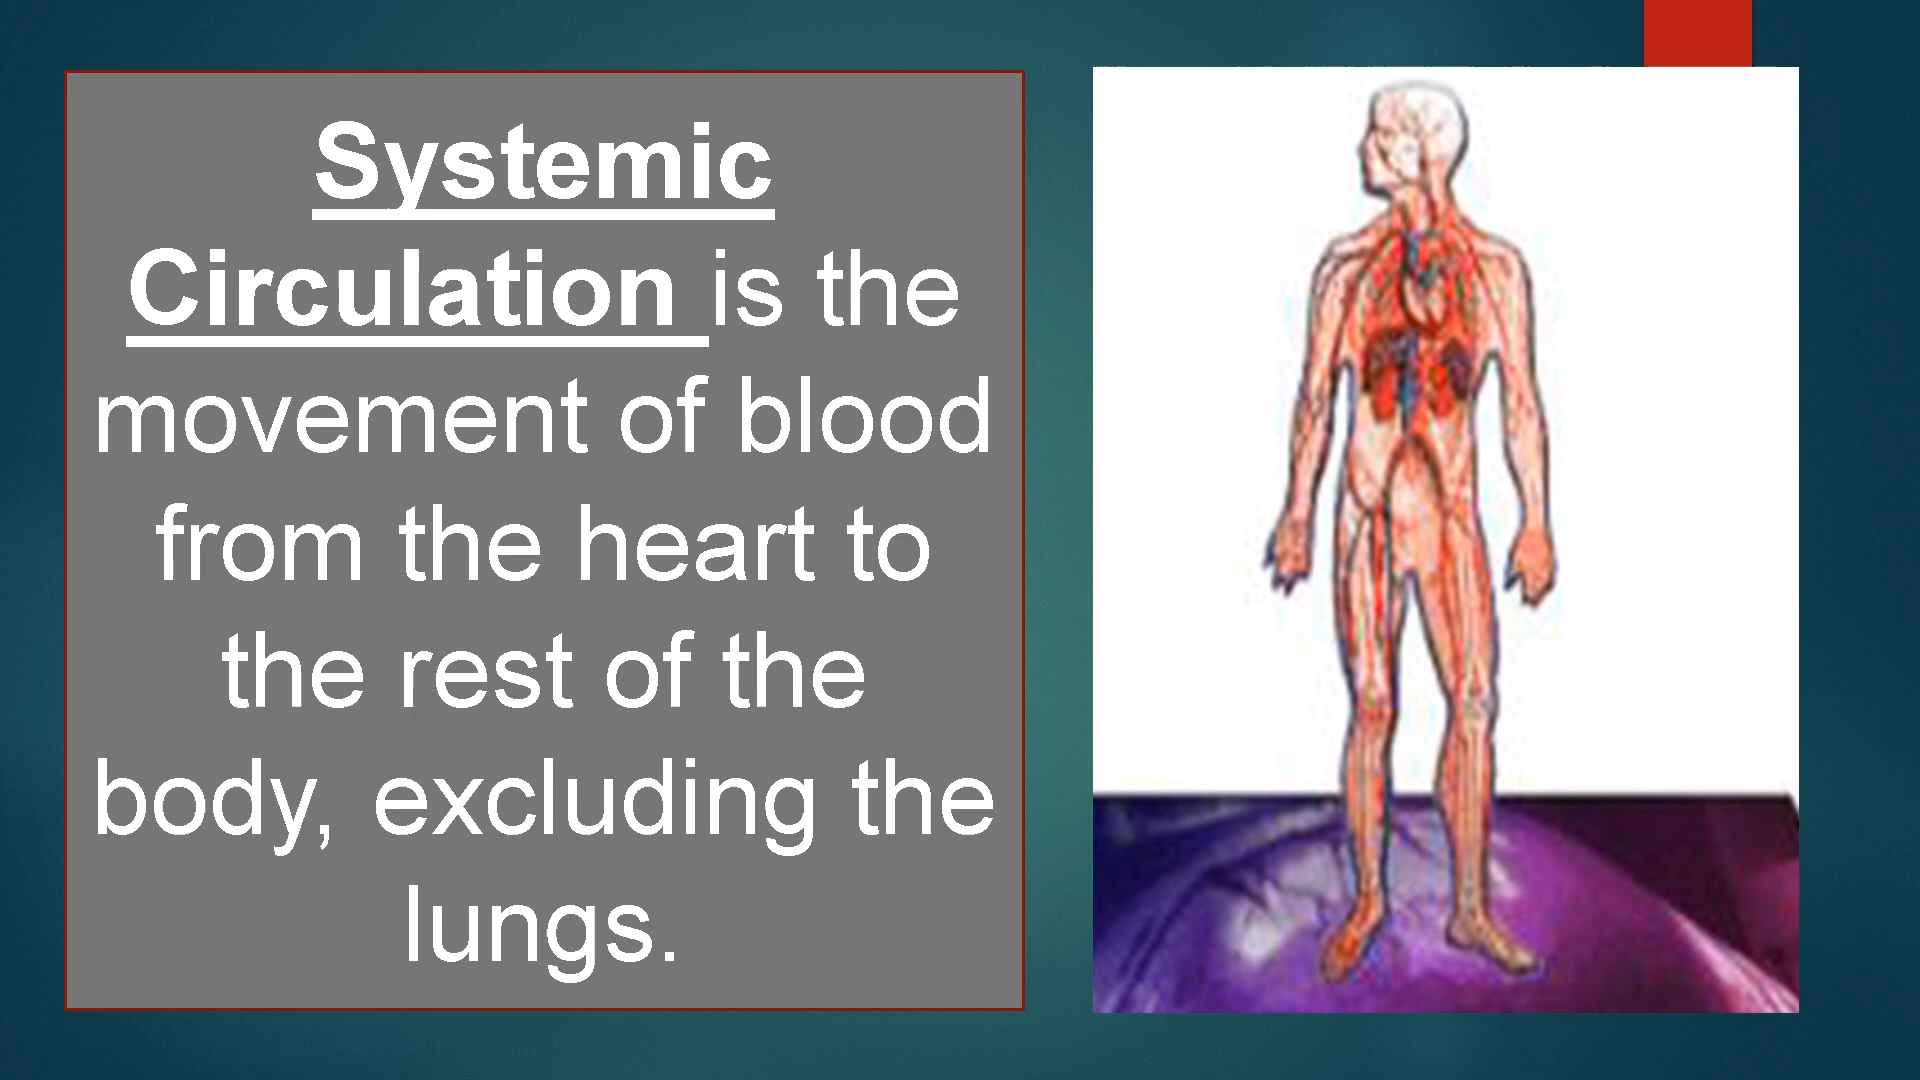 Systemic
Circulation is the
movement of blood
from the heart to
the rest of the
body, excluding the
lungs.